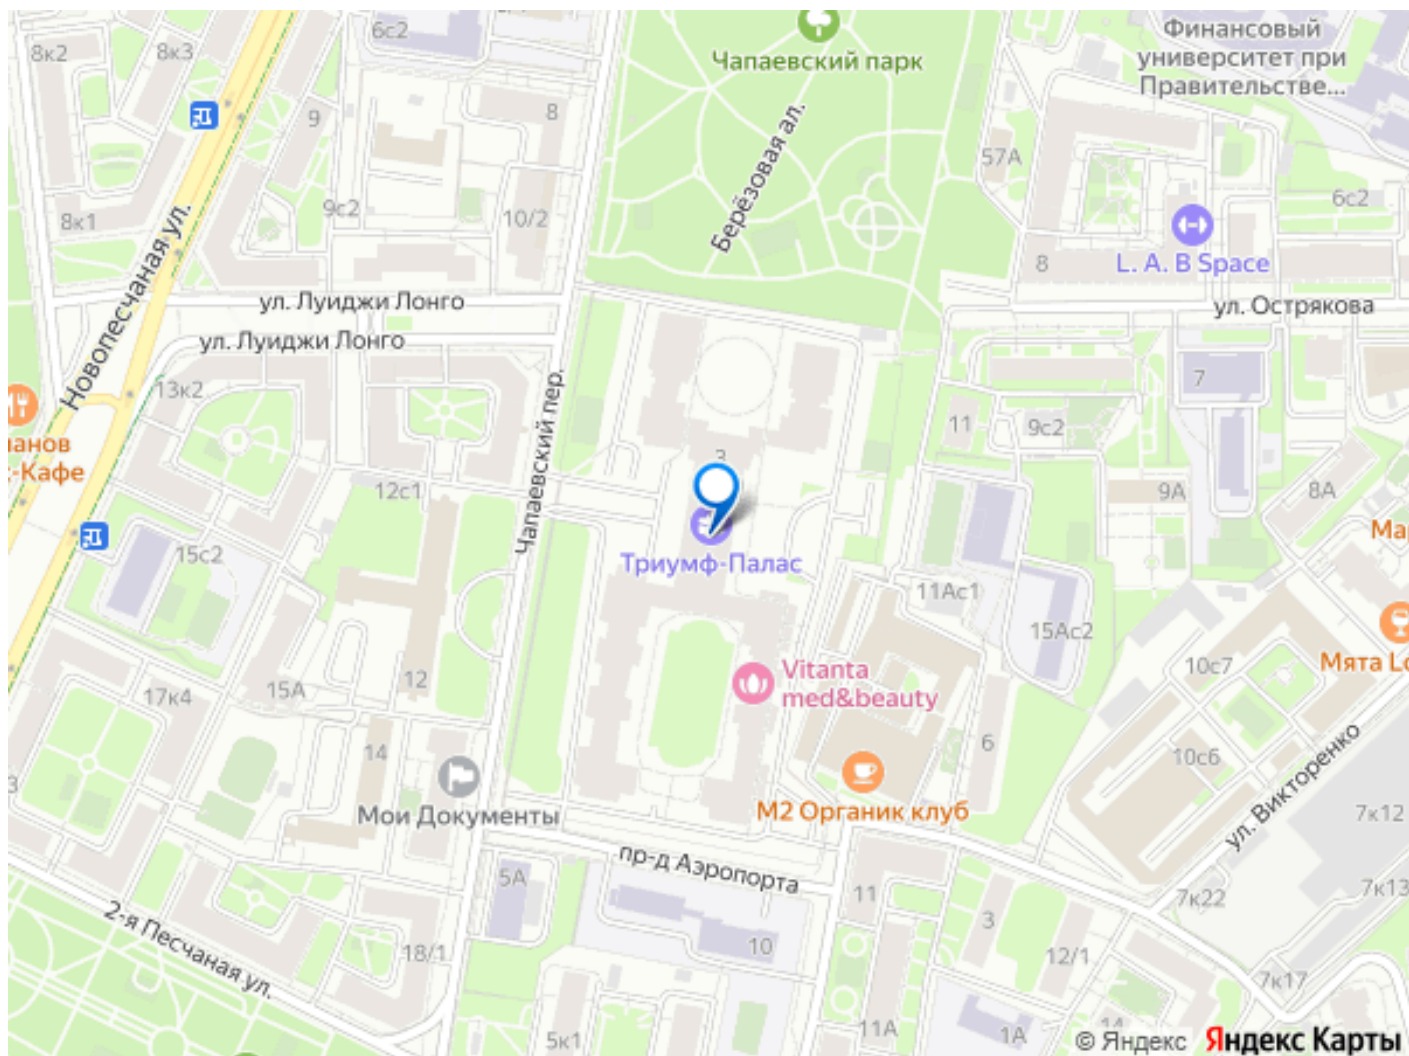 8к2
8к3
6с2
Чапаевский парк
Финансовый
университет при
Правительстве...
9
8
Берёзовая ал.
57А
8к1
9с2
10/2
6с2
8
L. A. B Space
Новопесчаная ул.
ул. Луиджи Лонго
ул. Острякова
ул. Луиджи Лонго
13к2
Чапаевский пер.
7
11
9с2
панов
с-Кафе
3
12с1
9А
8А
Мар
15с2
Триумф-Палас
11Ас1
15Ас2
Vitanta
med&beauty
10с7
Мята Lo
17к4
15А
12
6
14
10с6
3
Мои Документы
М2 Органик клуб
ул. Викторенко
7к12
пр-д Аэропорта
5А
11
7к22
7к13
2-я Песчаная ул.
18/1
10
3
12/1
7к17
5к1
11А
1А
© Яндекс Яндекс Карты